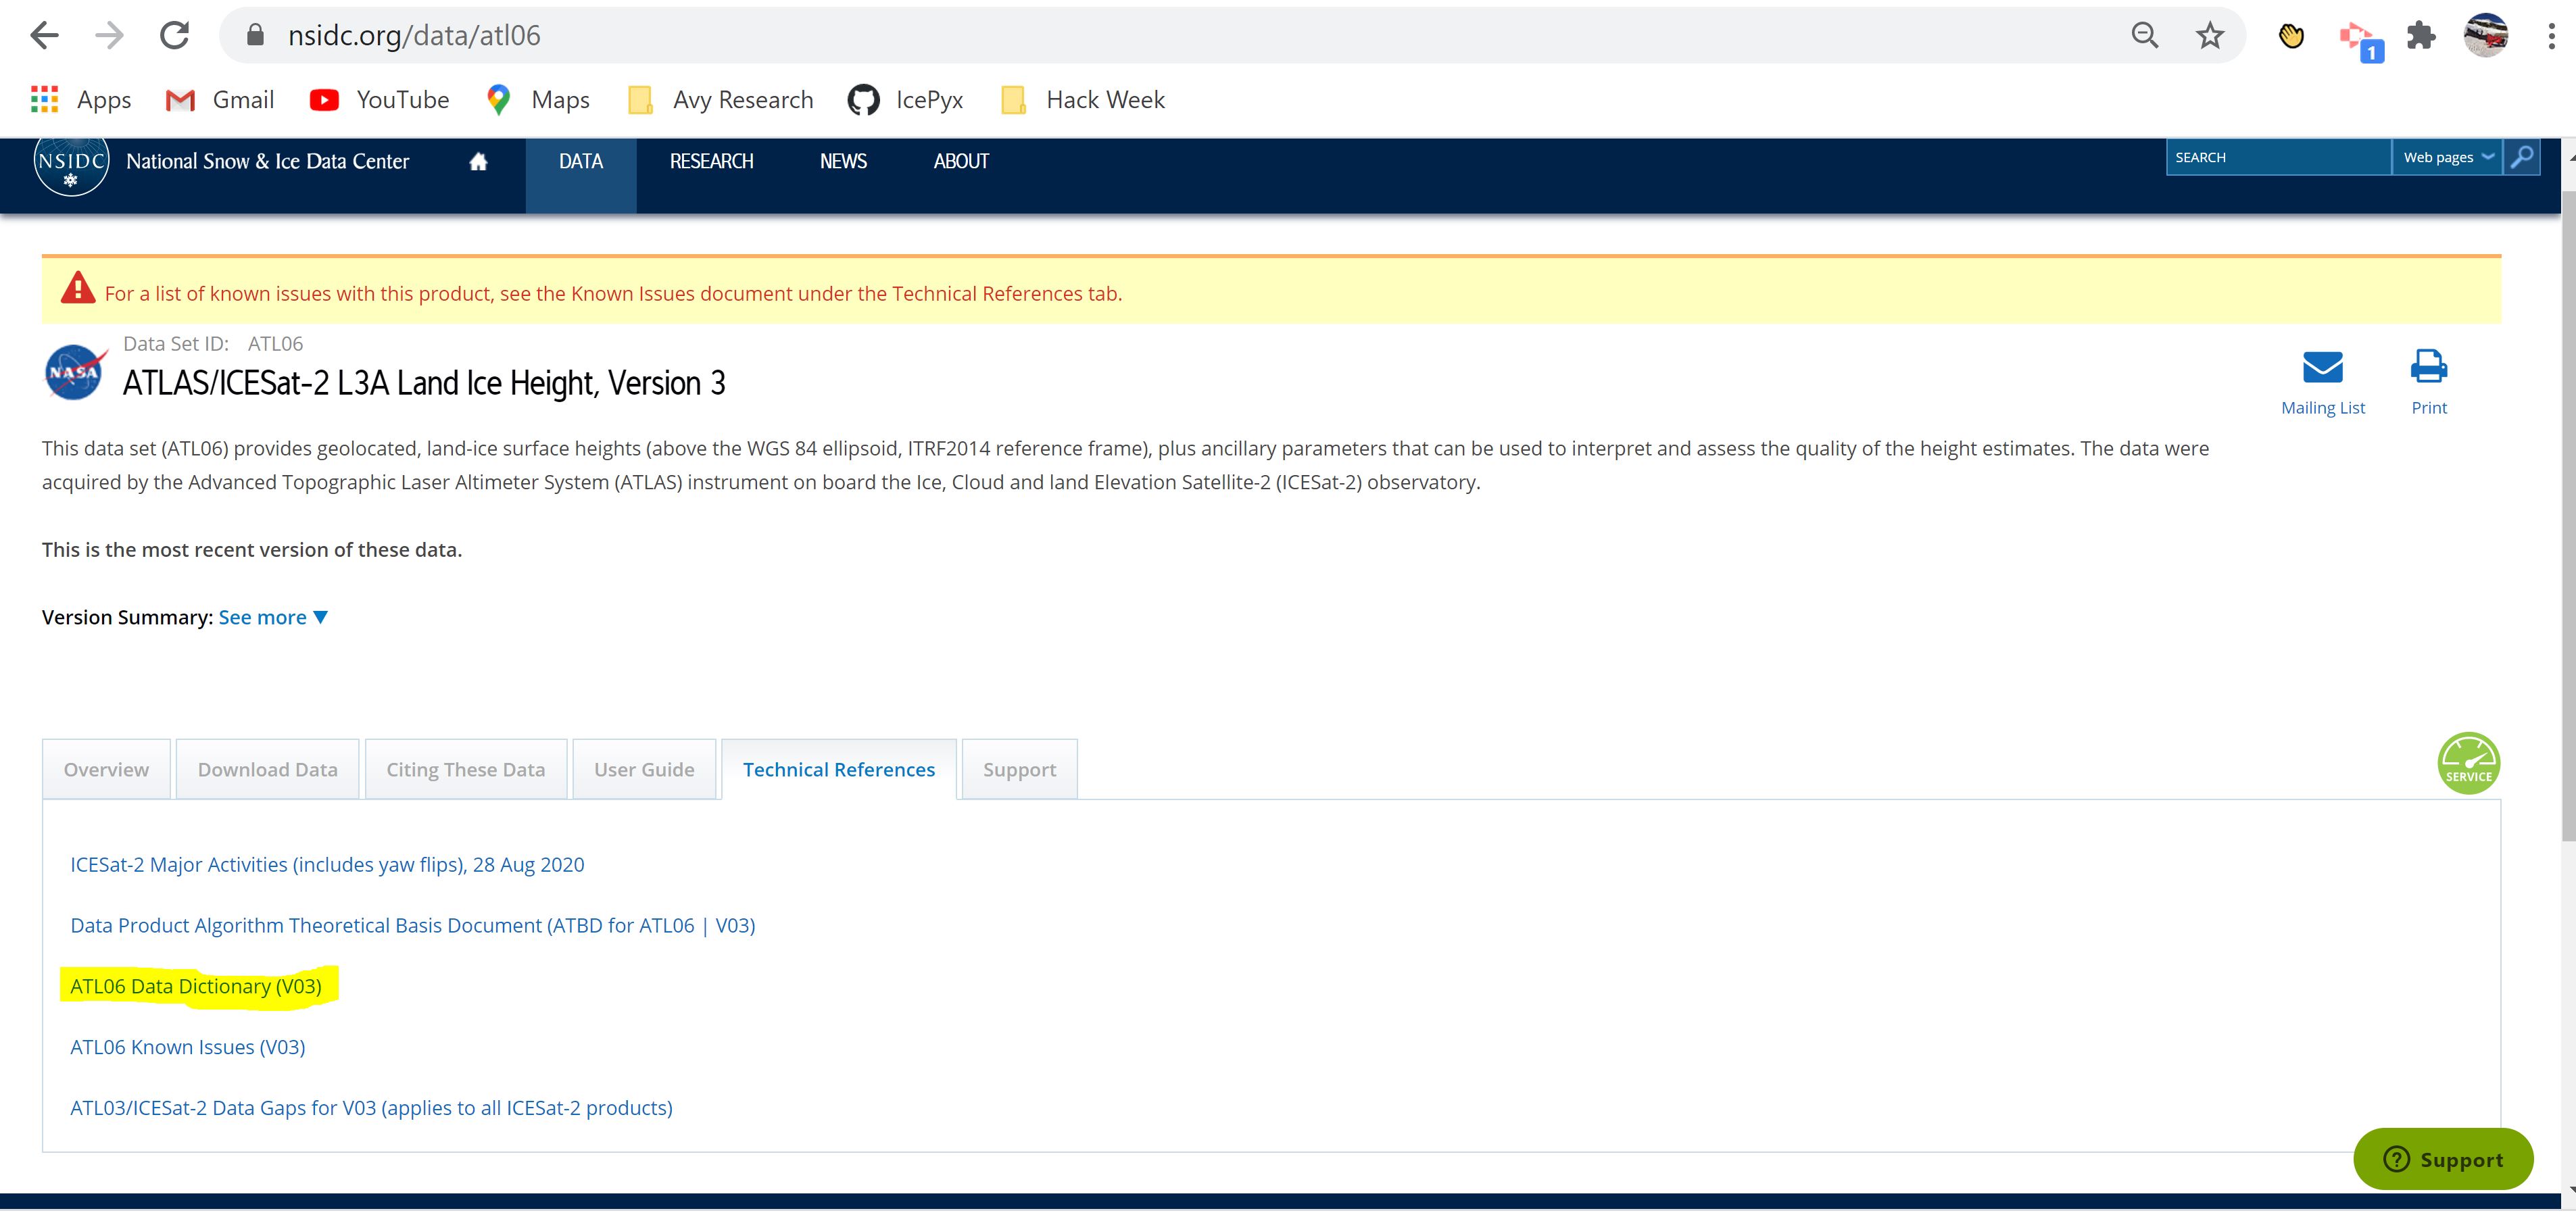 nsidc.org/data/atl06
1
Apps Gmail YouTube Maps Avy Research IcePyx Hack Week
NSIDC National Snow & Ice Data Center DATA RESEARCH NEWS ABOUT SEARCH Web pages
For a list of known issues with this product, see the Known Issues document under the Technical References tab.
Data Set ID: ATL06
NASA
ATLAS/ICESat-2 L3A Land Ice Height, Version 3
Mailing List Print
This data set (ATL06) provides geolocated, land-ice surface heights (above the WGS 84 ellipsoid, ITRF2014 reference frame), plus ancillary parameters that can be used to interpret and assess the quality of the height estimates. The data were
acquired by the Advanced Topographic Laser Altimeter System (ATLAS) instrument on board the Ice, Cloud and land Elevation Satellite-2 (ICESat-2) observatory.
This is the most recent version of these data.
Version Summary: See more ▼
Overview Download Data Citing These Data User Guide Technical References Support
SERVICE
ICESat-2 Major Activities (includes yaw flips), 28 Aug 2020
Data Product Algorithm Theoretical Basis Document (ATBD for ATL06 | V03)
ATL06 Data Dictionary (V03)
ATL06 Known Issues (V03)
ATL03/ICESat-2 Data Gaps for V03 (applies to all ICESat-2 products)
Support